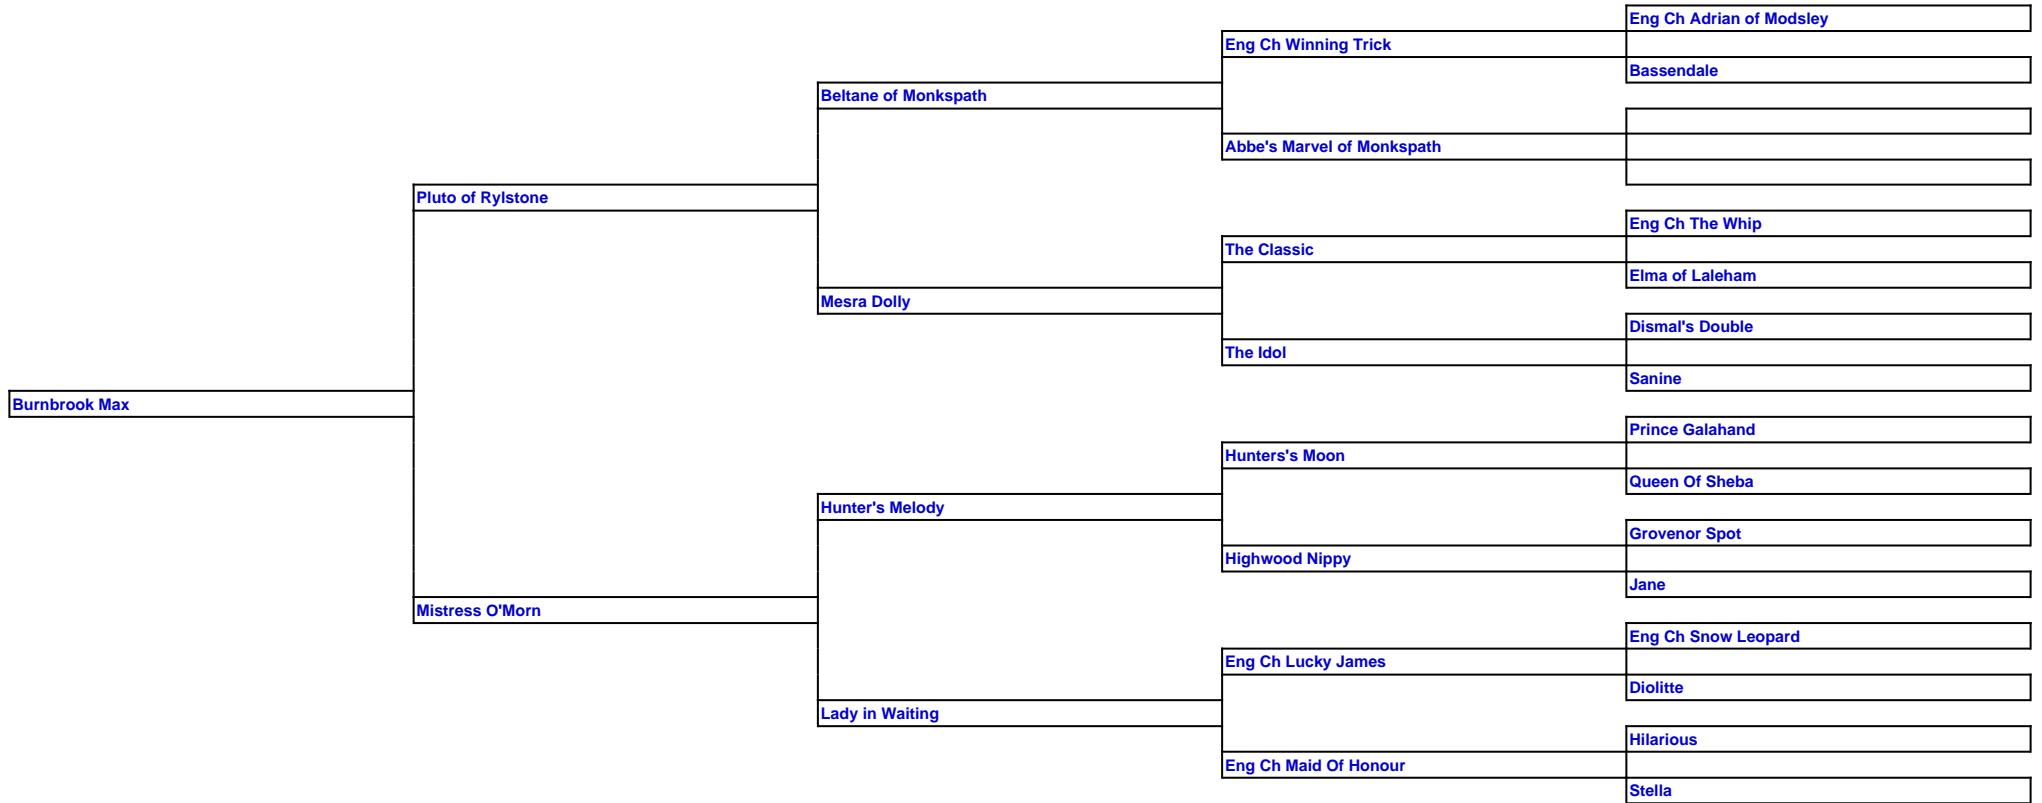 Eng Ch Adrian of Modsley
Eng Ch Winning Trick
Bassendale
Beltane of Monkspath
Abbe's Marvel of Monkspath
Pluto of Rylstone
Eng Ch The Whip
The Classic
Elma of Laleham
Mesra Dolly
Dismal's Double
The Idol
Sanine
Burnbrook Max
Prince Galahand
Hunters's Moon
Queen Of Sheba
Hunter's Melody
Grovenor Spot
Highwood Nippy
Jane
Mistress O'Morn
Eng Ch Snow Leopard
Eng Ch Lucky James
Diolitte
Lady in Waiting
Hilarious
Eng Ch Maid Of Honour
Stella